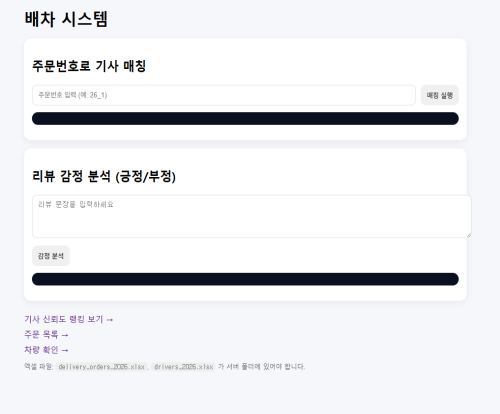 배차 시스템
주문번호로 기사 매칭
주문번호 입력 (예: 26_1)
매칭 실행
리뷰 감정 분석 (긍정/부정)
리뷰 문장을 입력하세요
감정 분석
기사 신뢰도 랭킹 보기 →
주문 목록 →
차량 확인 →
엑셀 파일: delivery_orders_2026.xlsx, drivers_2026.xlsx 가 서버 폴더에 있어야 합니다.